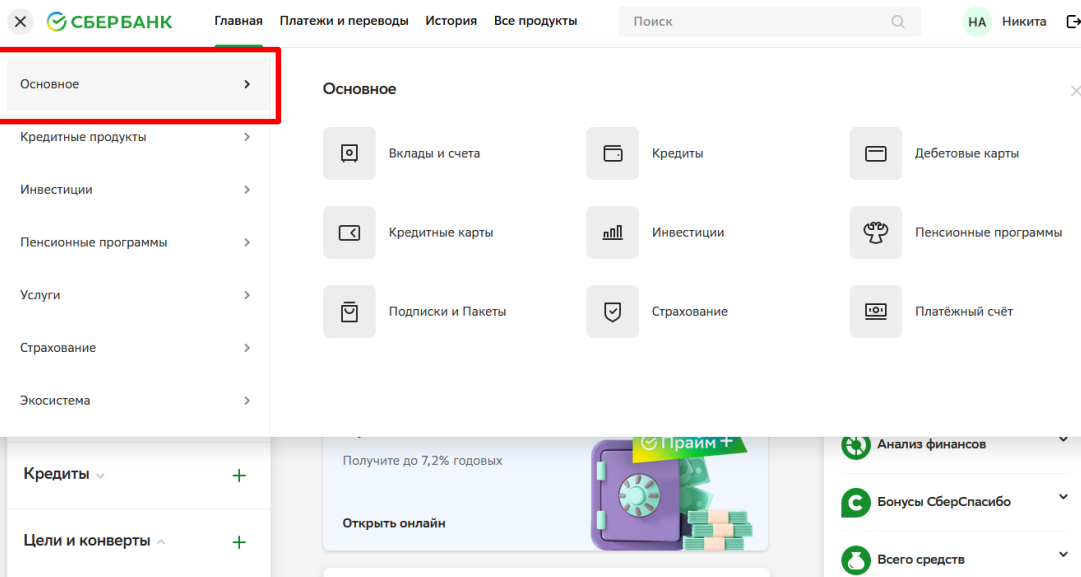 СБЕРБАНК
Главная Платежи и переводы История Все продукты
Поиск
НА Никита
Основное
Кредитные продукты
Инвестиции
Пенсионные программы
Услуги
Страхование
Экосистема
Основное
Вклады и счета Кредиты Дебетовые карты
Кредитные карты Инвестиции Пенсионные программы
Подписки и Пакеты Страхование Платёжный счёт
Кредиты
Цели и конверты
Прайм+
Получите до 7,2% годовых
Открыть онлайн
Анализ финансов
Бонусы СберСпасибо
Всего средств